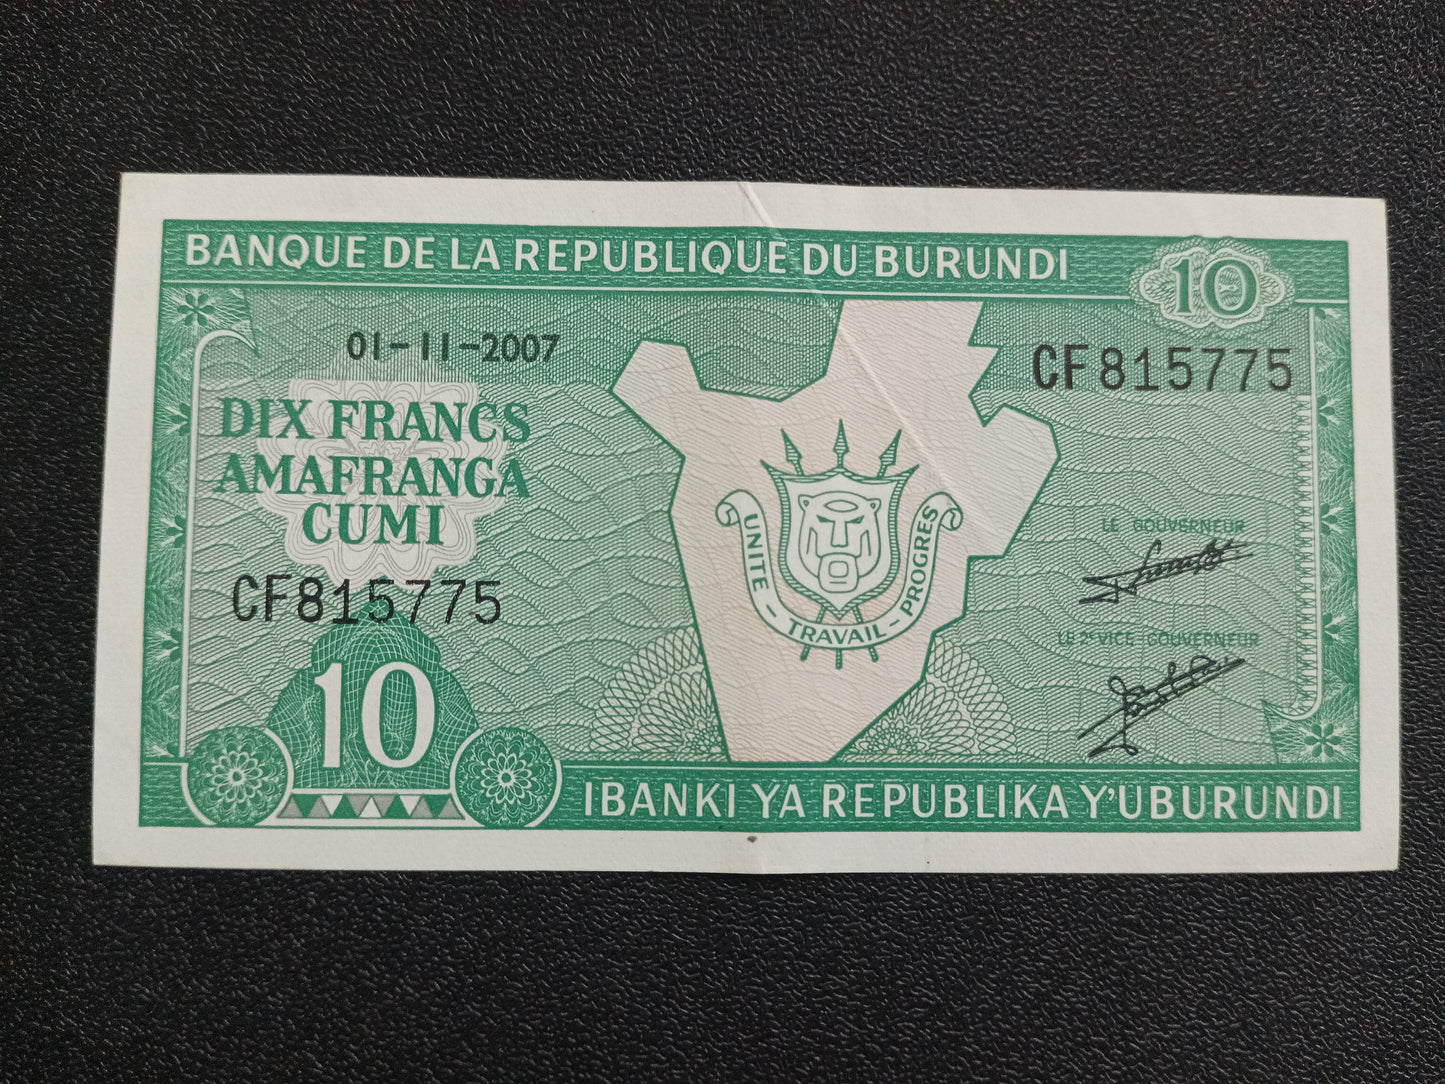 BANQUE DE LA REPUBLIQUE DU BURUNDI
10
01-11-2007
CF815775
DIX FRANCS
AMAFRANGA
CUMI
CF815775
UNITE - TRAVAIL - PROGRES
LE GOUVERNEUR
LE 2e VICE-GOUVERNEUR
10
IBANKI YA REPUBLIKA Y'UBURUNDI